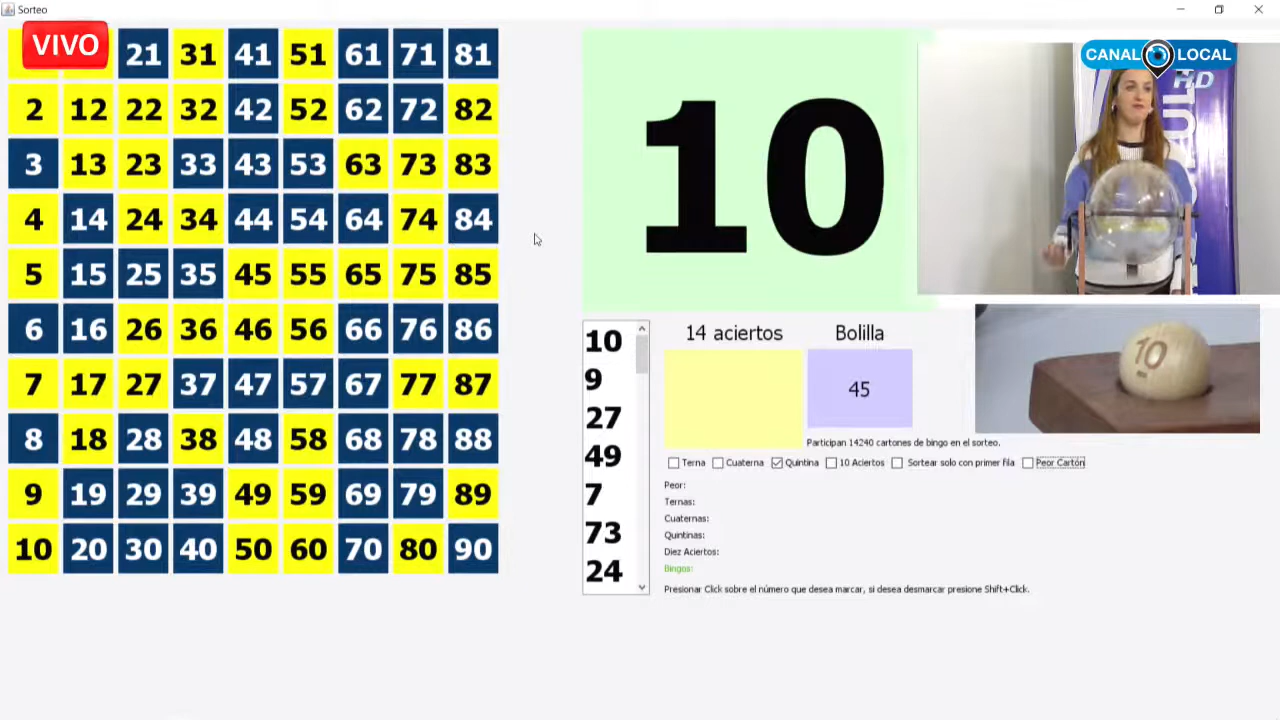 Sorteo
VIVO
21 31 41 51 61 71 81
2 12 22 32 42 52 62 72 82
3 13 23 33 43 53 63 73 83
4 14 24 34 44 54 64 74 84
5 15 25 35 45 55 65 75 85
6 16 26 36 46 56 66 76 86
7 17 27 37 47 57 67 77 87
8 18 28 38 48 58 68 78 88
9 19 29 39 49 59 69 79 89
10 20 30 40 50 60 70 80 90
10
CANAL LOCAL
HD
10
9
27
49
7
73
24
14 aciertos
Bolilla
45
10
Participan 14240 cartones de bingo en el sorteo.
Terna Cuaterna Quintina 10 Aciertos Sortear solo con primer fila Peor Cartón
Peor:
Ternas:
Cuaternas:
Quintinas:
Diez Aciertos:
Bingos:
Presionar Click sobre el número que desea marcar, si desea desmarcar presione Shift+Click.